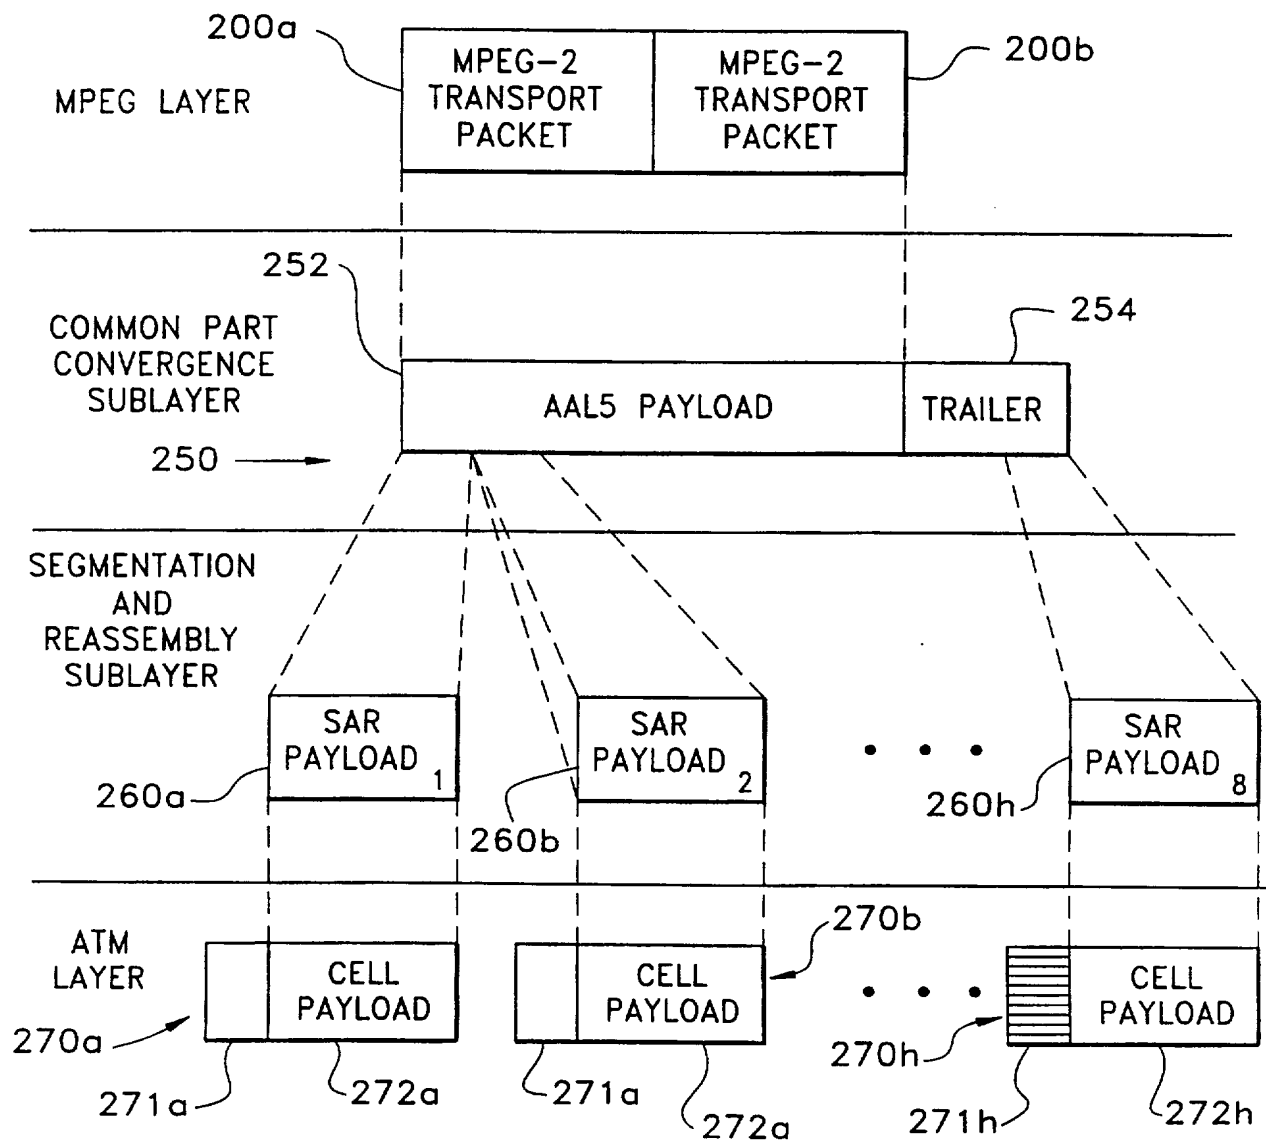 200a
200b
MPEG LAYER
MPEG-2
TRANSPORT
PACKET
MPEG-2
TRANSPORT
PACKET
252
254
COMMON PART
CONVERGENCE
SUBLAYER
AAL5 PAYLOAD
TRAILER
250
SEGMENTATION
AND
REASSEMBLY
SUBLAYER
SAR
PAYLOAD 1
SAR
PAYLOAD 2
SAR
PAYLOAD 8
260a
260b
260h
ATM
LAYER
270b
CELL
PAYLOAD
CELL
PAYLOAD
CELL
PAYLOAD
270a
270h
271a
272a
271a
272a
271h
272h